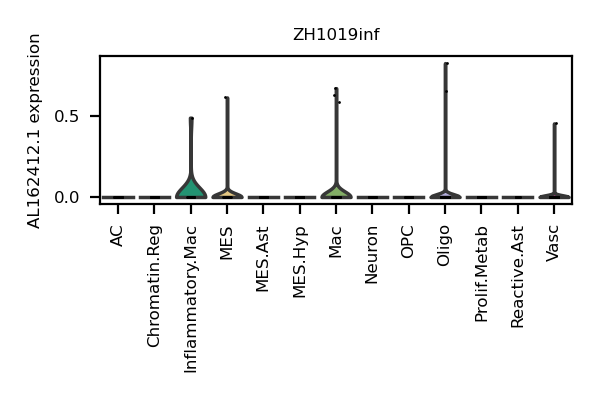 ZH1019inf
AL162412.1 expression
0.5
0.0
AC
Chromatin.Reg
Inflammatory.Mac
MES
MES.Ast
MES.Hyp
Mac
Neuron
OPC
Oligo
Prolif.Metab
Reactive.Ast
Vasc